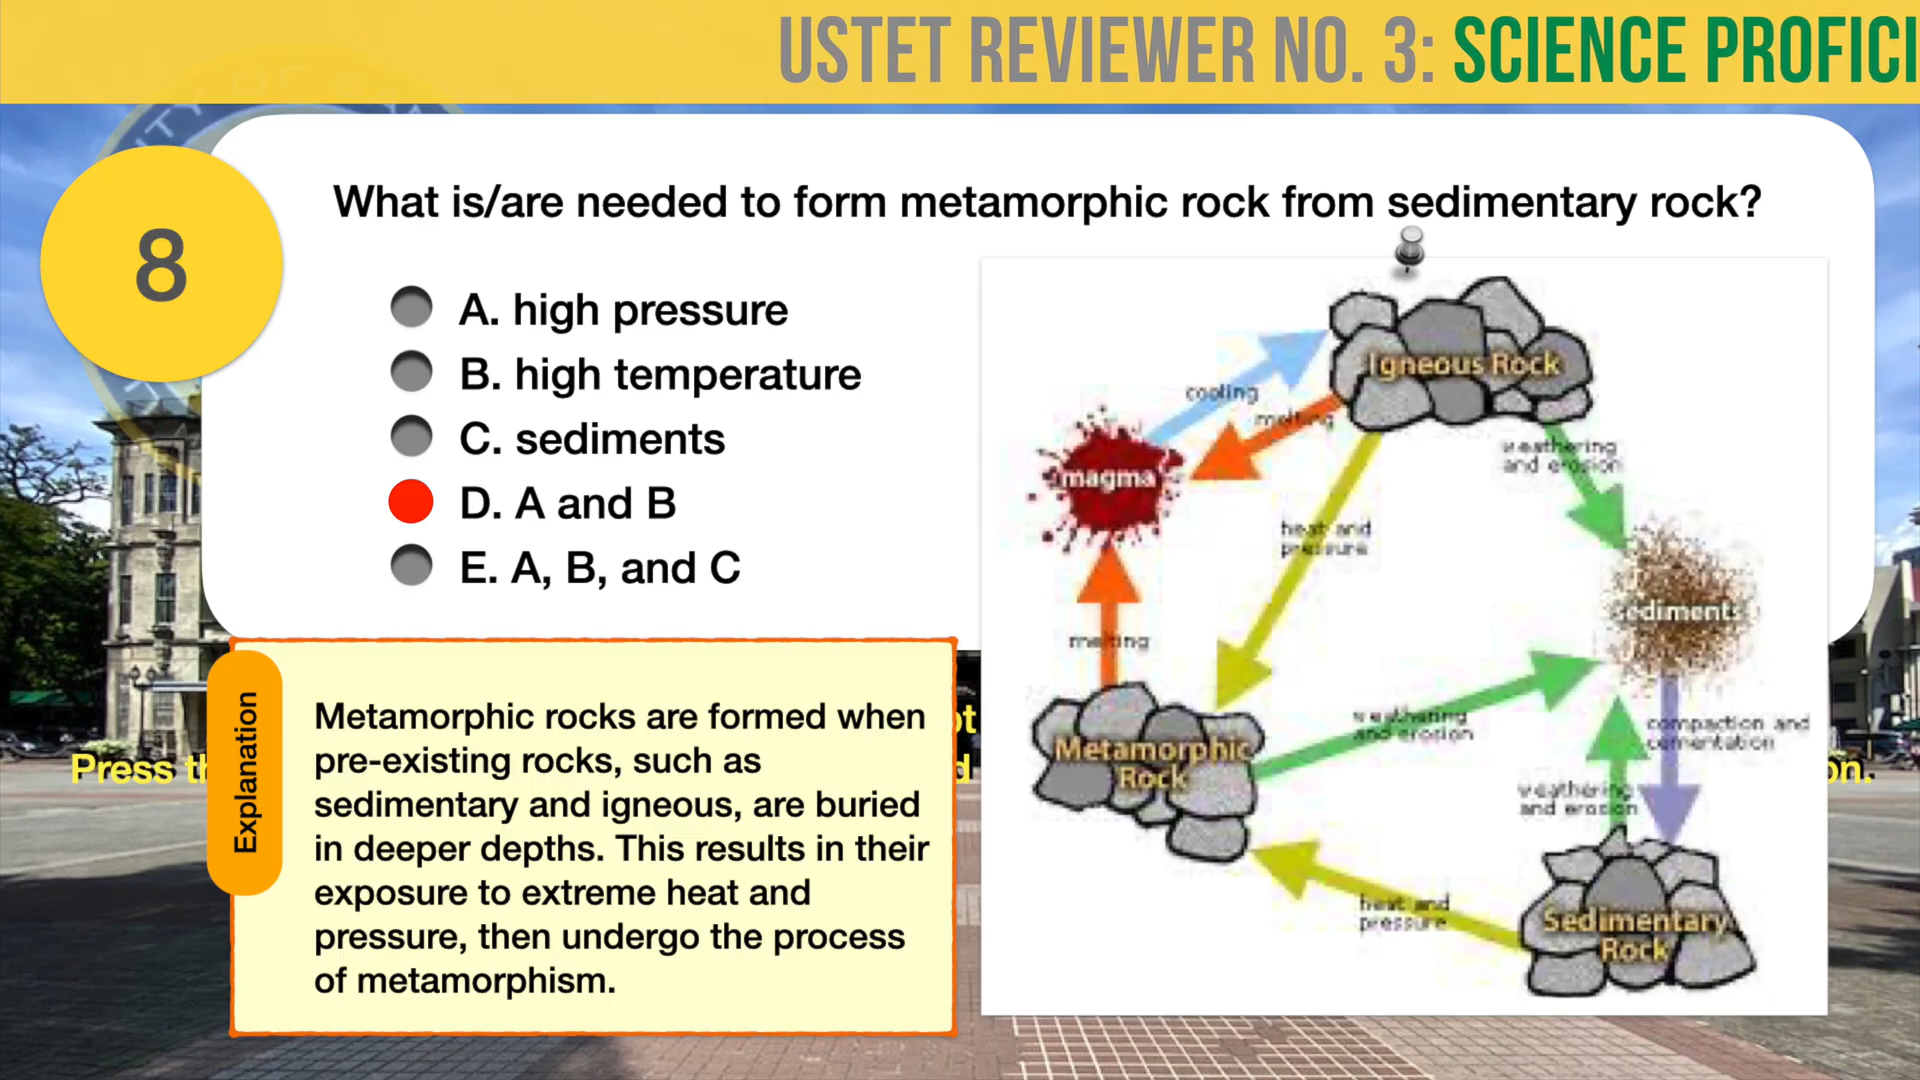 USTET REVIEWER NO. 3: SCIENCE PROFICI
8
What is/are needed to form metamorphic rock from sedimentary rock?
A. high pressure
B. high temperature
C. sediments
D. A and B
E. A, B, and C
Igneous Rock
cooling
melting
weathering
and erosion
magma
heat and
pressure
sediments
melting
weathering
and erosion
compaction and
cementation
Metamorphic
Rock
weathering
and erosion
heat and
pressure
Sedimentary
Rock
Explanation
Metamorphic rocks are formed when
pre-existing rocks, such as
sedimentary and igneous, are buried
in deeper depths. This results in their
exposure to extreme heat and
pressure, then undergo the process
of metamorphism.
Press